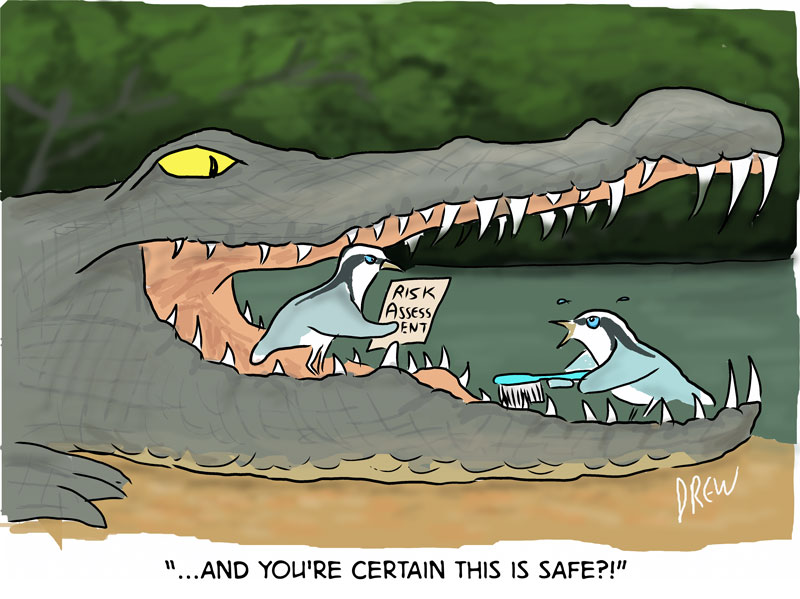 RISK
ASSESS
ENT
DREW
"...AND YOU'RE CERTAIN THIS IS SAFE?!"